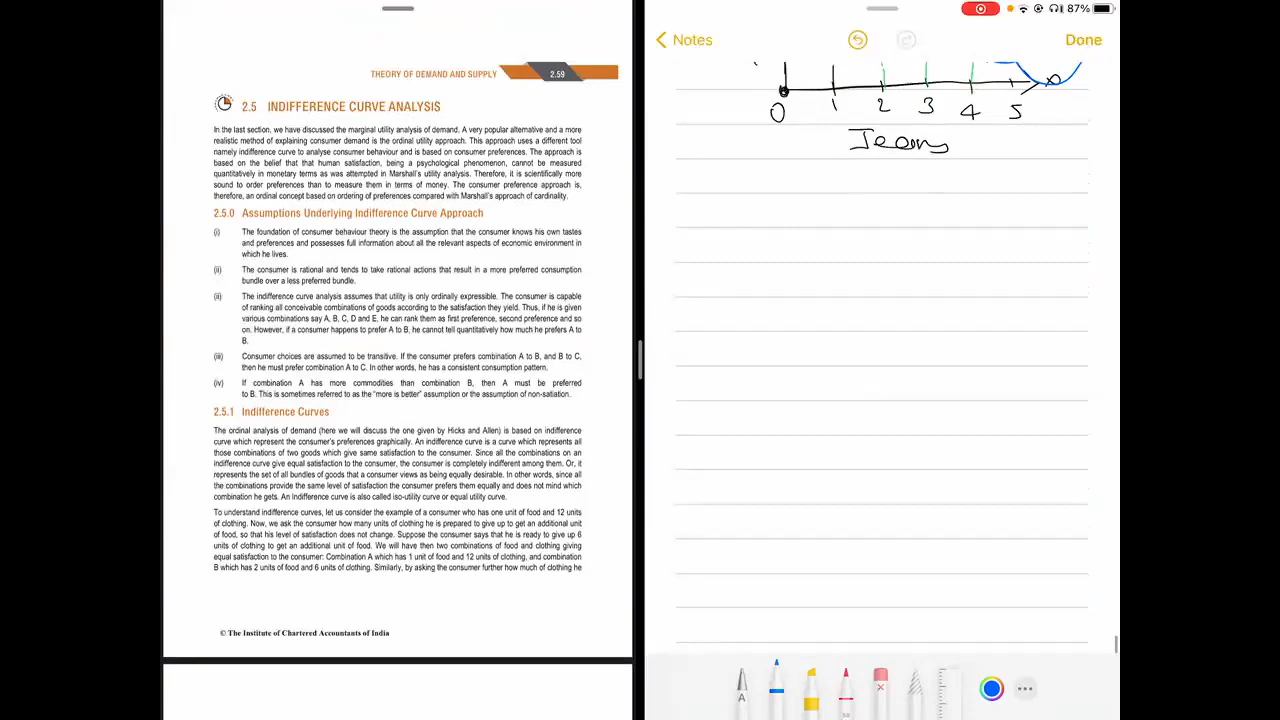 THEORY OF DEMAND AND SUPPLY 2.59
2.5 INDIFFERENCE CURVE ANALYSIS
In the last section, we have discussed the marginal utility analysis of demand. A very popular alternative and a more
realistic method of explaining consumer demand is the ordinal utility approach. This approach uses a different tool
namely indifference curve to analyse consumer behaviour and is based on consumer preferences. The approach is
based on the belief that that human satisfaction, being a psychological phenomenon, cannot be measured
quantitatively in monetary terms as was attempted in Marshall's utility analysis. Therefore, it is scientifically more
sound to order preferences than to measure them in terms of money. The consumer preference approach is,
therefore, an ordinal concept based on ordering of preferences compared with Marshall's approach of cardinality.
2.5.0 Assumptions Underlying Indifference Curve Approach
(i) The foundation of consumer behaviour theory is the assumption that the consumer knows his own tastes
and preferences and possesses full information about all the relevant aspects of economic environment in
which he lives.
(ii) The consumer is rational and tends to take rational actions that result in a more preferred consumption
bundle over a less preferred bundle.
(ii) The indifference curve analysis assumes that utility is only ordinally expressible. The consumer is capable
of ranking all conceivable combinations of goods according to the satisfaction they yield. Thus, if he is given
various combinations say A, B, C, D and E, he can rank them as first preference, second preference and so
on. However, if a consumer happens to prefer A to B, he cannot tell quantitatively how much he prefers A to
B.
(iii) Consumer choices are assumed to be transitive. If the consumer prefers combination A to B, and B to C,
then he must prefer combination A to C. In other words, he has a consistent consumption pattern.
(iv) If combination A has more commodities than combination B, then A must be preferred
to B. This is sometimes referred to as the "more is better" assumption or the assumption of non-satiation.
2.5.1 Indifference Curves
The ordinal analysis of demand (here we will discuss the one given by Hicks and Allen) is based on indifference
curve which represent the consumer's preferences graphically. An indifference curve is a curve which represents all
those combinations of two goods which give same satisfaction to the consumer. Since all the combinations on an
indifference curve give equal satisfaction to the consumer, the consumer is completely indifferent among them. Or, it
represents the set of all bundles of goods that a consumer views as being equally desirable. In other words, since all
the combinations provide the same level of satisfaction the consumer prefers them equally and does not mind which
combination he gets. An Indifference curve is also called iso-utility curve or equal utility curve.
To understand indifference curves, let us consider the example of a consumer who has one unit of food and 12 units
of clothing. Now, we ask the consumer how many units of clothing he is prepared to give up to get an additional unit
of food, so that his level of satisfaction does not change. Suppose the consumer says that he is ready to give up 6
units of clothing to get an additional unit of food. We will have then two combinations of food and clothing giving
equal satisfaction to the consumer: Combination A which has 1 unit of food and 12 units of clothing, and combination
B which has 2 units of food and 6 units of clothing. Similarly, by asking the consumer further how much of clothing he
© The Institute of Chartered Accountants of India
87%
Notes
Done
0 1 2 3 4 5
Jeans
A